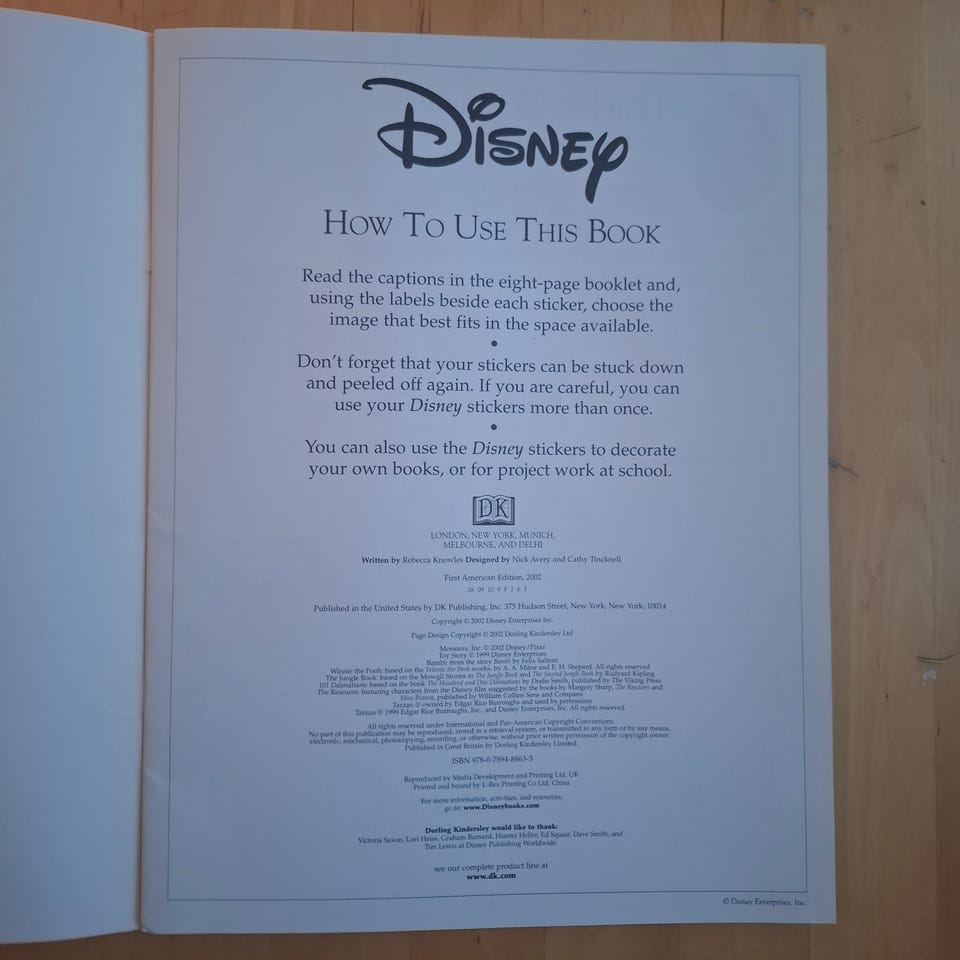 Disney
How To Use This Book
Read the captions in the eight-page booklet and,
using the labels beside each sticker, choose the
image that best fits in the space available.
•
Don't forget that your stickers can be stuck down
and peeled off again. If you are careful, you can
use your Disney stickers more than once.
•
You can also use the Disney stickers to decorate
your own books, or for project work at school.
DK
LONDON, NEW YORK, MUNICH,
MELBOURNE, AND DELHI
Written by Rebecca Knowles Designed by Nick Avery and Cathy Tincknell
First American Edition, 2002
08 09 10 9 8 7 6 5
Published in the United States by DK Publishing, Inc. 375 Hudson Street, New York, New York, 10014
Copyright © 2002 Disney Enterprises Inc.
Page Design Copyright © 2002 Dorling Kindersley Ltd
Monsters, Inc. © 2002 Disney/Pixar
Toy Story © 1999 Disney Enterprises
Bambi: from the story Bambi by Felix Saltern
Winnie the Pooh: based on the Winnie the Pooh works, by A. A. Milne and E. H. Shepard. All rights reserved
The Jungle Book: based on the Mowgli Stories in The Jungle Book and The Second Jungle Book by Rudyard Kipling
101 Dalmatians: based on the book The Hundred and One Dalmatians by Dodie Smith, published by The Viking Press
The Rescuers: featuring characters from the Disney film suggested by the books by Margery Sharp, The Rescuers and
Miss Bianca, published by William Collins Sons and Company
Tarzan ® owned by Edgar Rice Burroughs and used by permission
Tarzan © 1999 Edgar Rice Burroughs, Inc., and Disney Enterprises, Inc. All rights reserved.
All rights reserved under International and Pan-American Copyright Conventions.
No part of this publication may be reproduced, stored in a retrieval system, or transmitted in any form or by any means,
electronic, mechanical, photocopying, recording, or otherwise, without prior written permission of the copyright owner.
Published in Great Britain by Dorling Kindersley Limited.
ISBN 978-0-7894-8863-3
Reproduced by Media Development and Printing Ltd, UK
Printed and bound by L-Rex Printing Co Ltd, China
For more information, activities, and resources,
go to: www.Disneybooks.com
Dorling Kindersley would like to thank:
Victoria Saxon, Lori Heiss, Graham Barnard, Hunter Heller, Ed Squair, Dave Smith, and
Tim Lewis at Disney Publishing Worldwide.
see our complete product line at
www.dk.com
© Disney Enterprises, Inc.